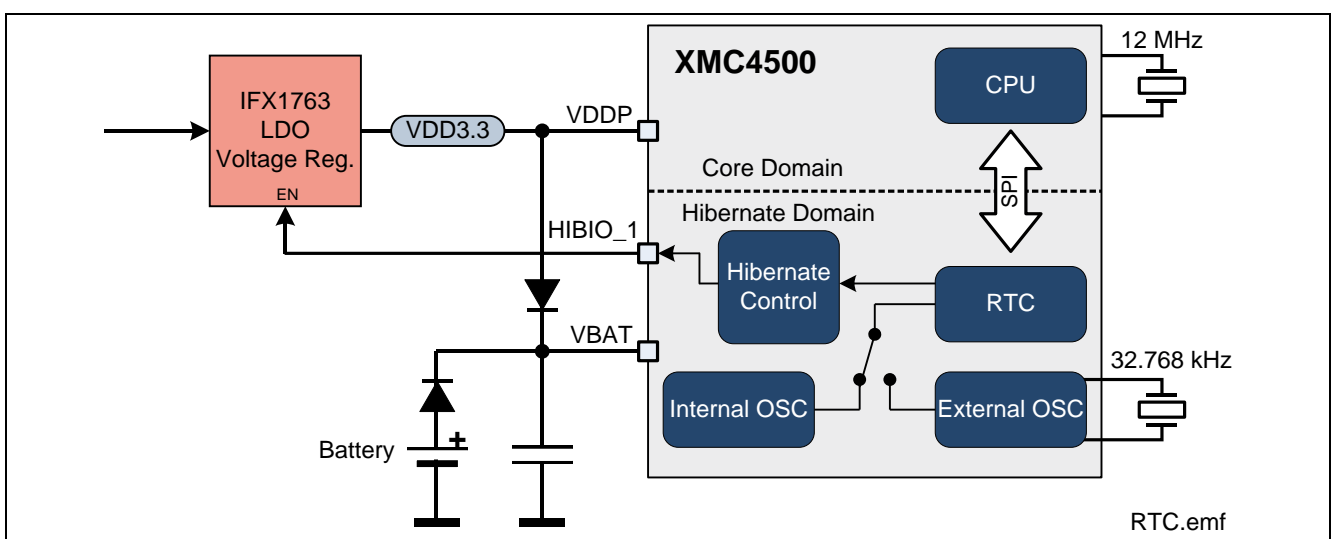 XMC4500
12 MHz
CPU
IFX1763
LDO
Voltage Reg.
EN
VDD3.3
VDDP
Core Domain
SPI
Hibernate Domain
HIBIO_1
Hibernate
Control
RTC
VBAT
32.768 kHz
Internal OSC
External OSC
+
Battery
RTC.emf